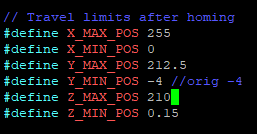 // Travel limits after homing
#define X_MAX_POS 255
#define X_MIN_POS 0
#define Y_MAX_POS 212.5
#define Y_MIN_POS -4 //orig -4
#define Z_MAX_POS 210
#define Z_MIN_POS 0.15